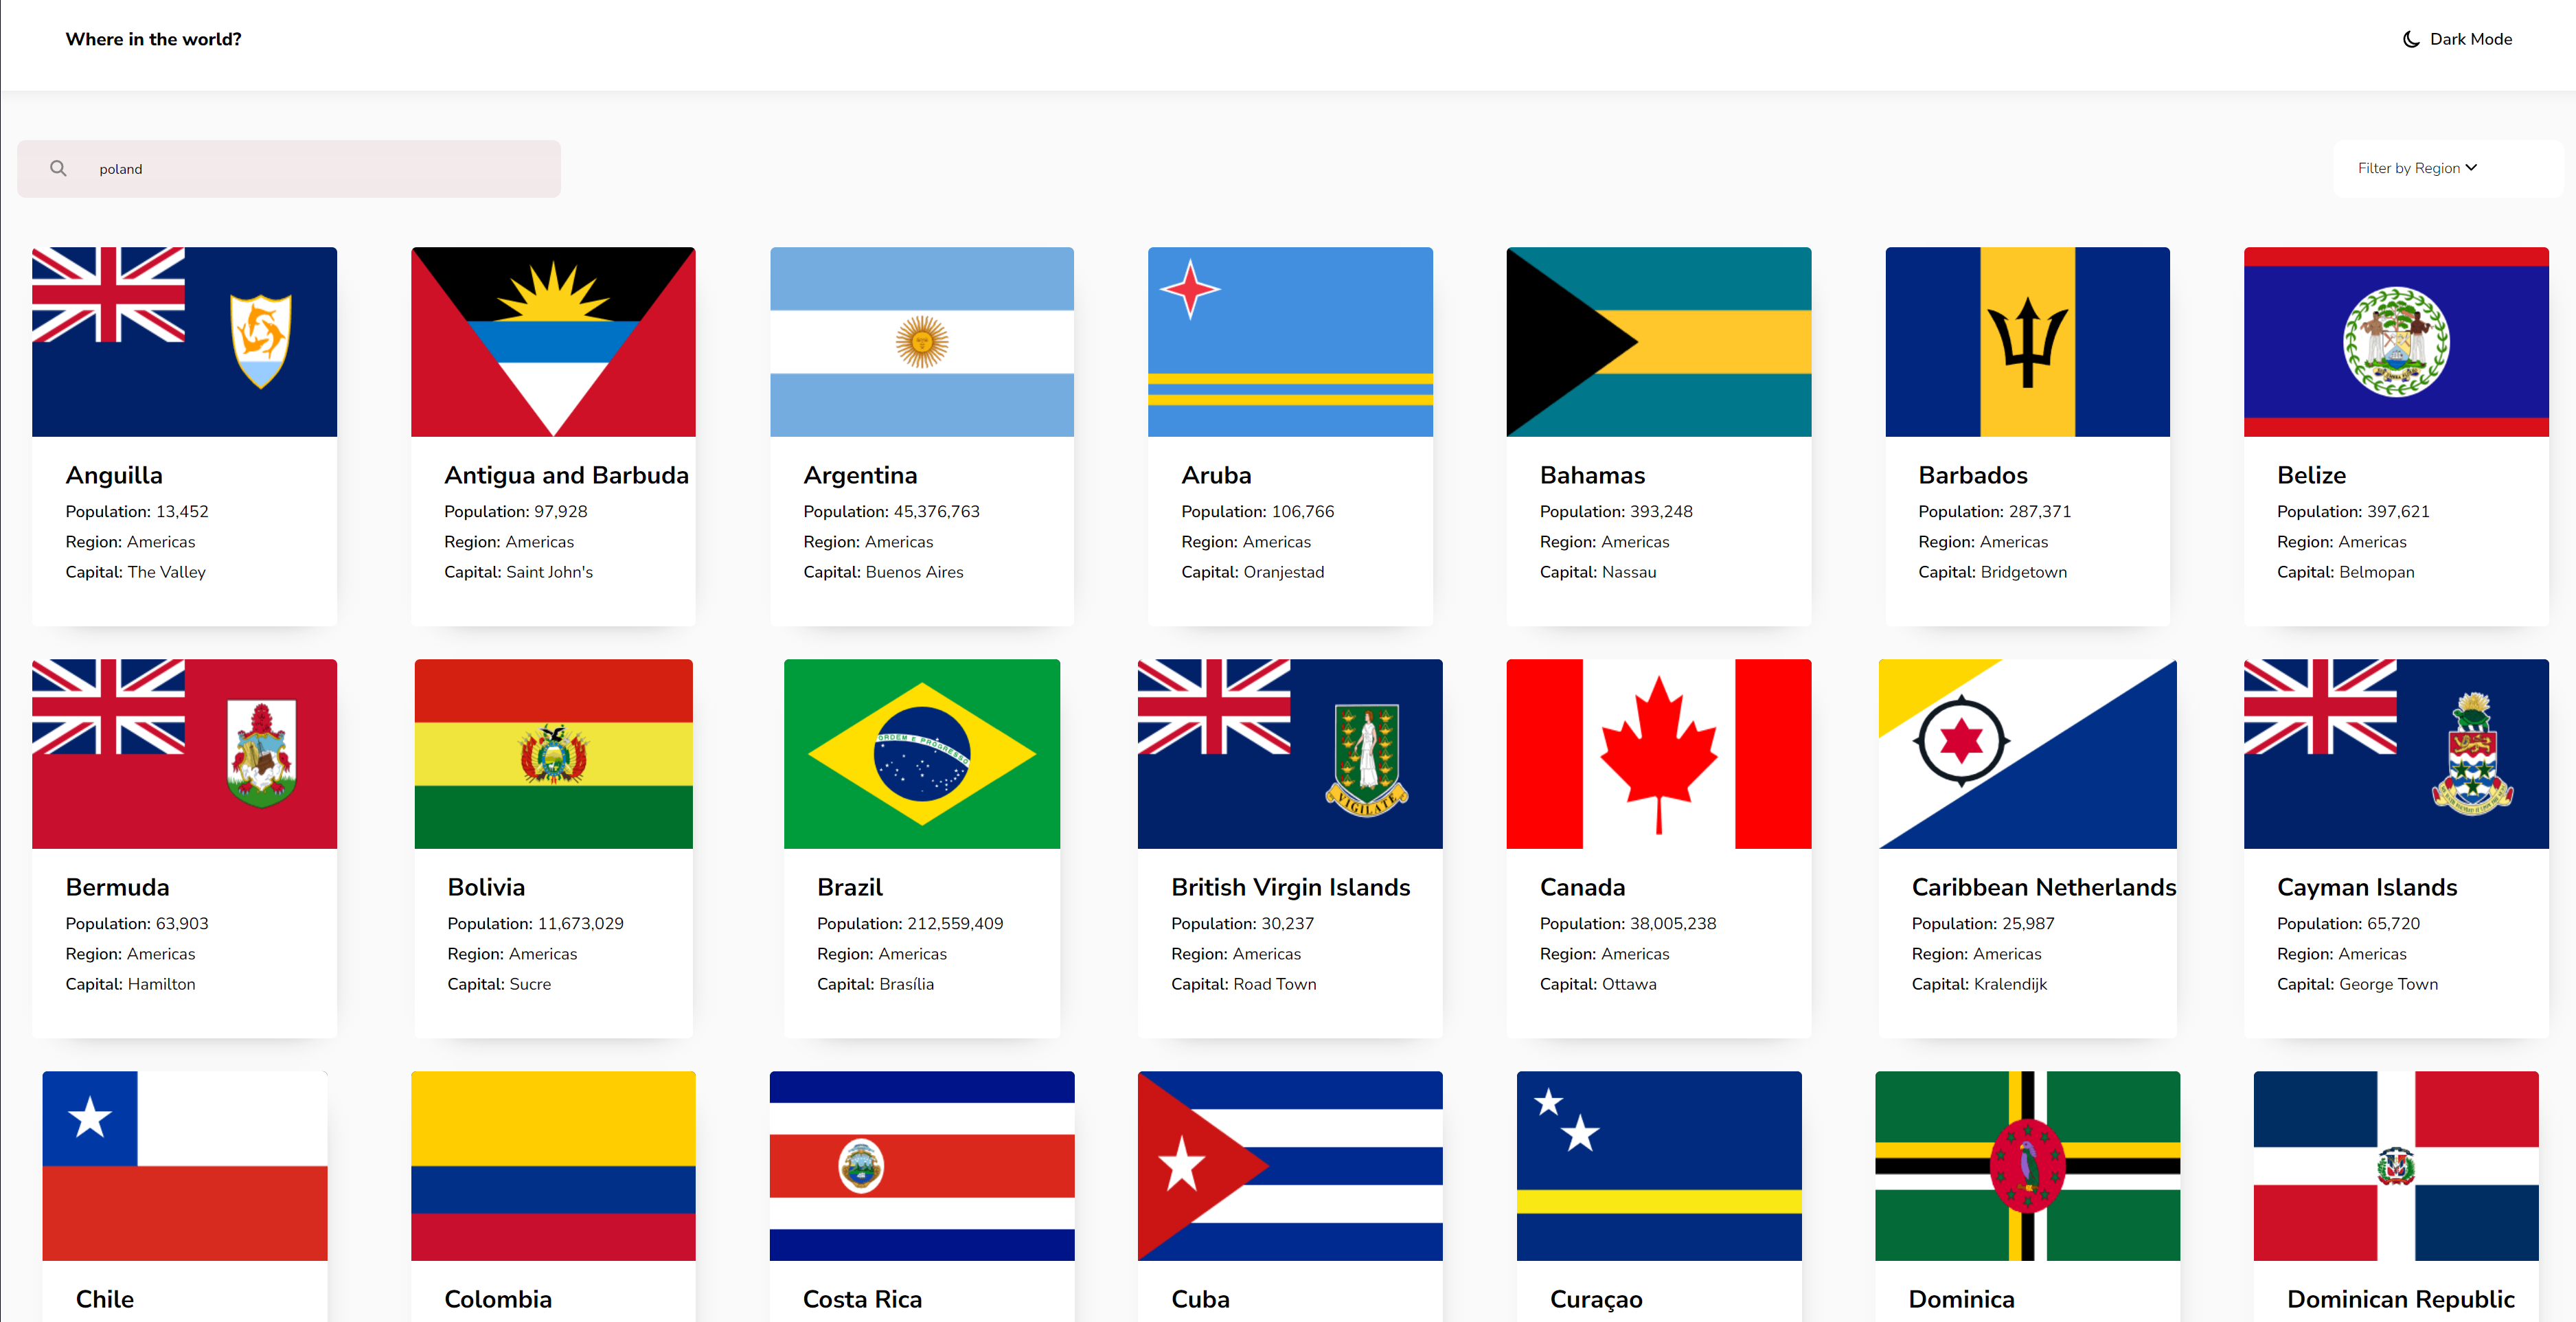 Where in the world?
Dark Mode
poland
Filter by Region
Anguilla
Population: 13,452
Region: Americas
Capital: The Valley
Antigua and Barbuda
Population: 97,928
Region: Americas
Capital: Saint John's
Argentina
Population: 45,376,763
Region: Americas
Capital: Buenos Aires
Aruba
Population: 106,766
Region: Americas
Capital: Oranjestad
Bahamas
Population: 393,248
Region: Americas
Capital: Nassau
Barbados
Population: 287,371
Region: Americas
Capital: Bridgetown
Belize
Population: 397,621
Region: Americas
Capital: Belmopan
Bermuda
Population: 63,903
Region: Americas
Capital: Hamilton
Bolivia
Population: 11,673,029
Region: Americas
Capital: Sucre
ORDEM E PROGRESSO
Brazil
Population: 212,559,409
Region: Americas
Capital: Brasília
VIGILATE
British Virgin Islands
Population: 30,237
Region: Americas
Capital: Road Town
Canada
Population: 38,005,238
Region: Americas
Capital: Ottawa
Caribbean Netherlands
Population: 25,987
Region: Americas
Capital: Kralendijk
Cayman Islands
Population: 65,720
Region: Americas
Capital: George Town
Chile
Colombia
Costa Rica
Cuba
Curaçao
Dominica
Dominican Republic